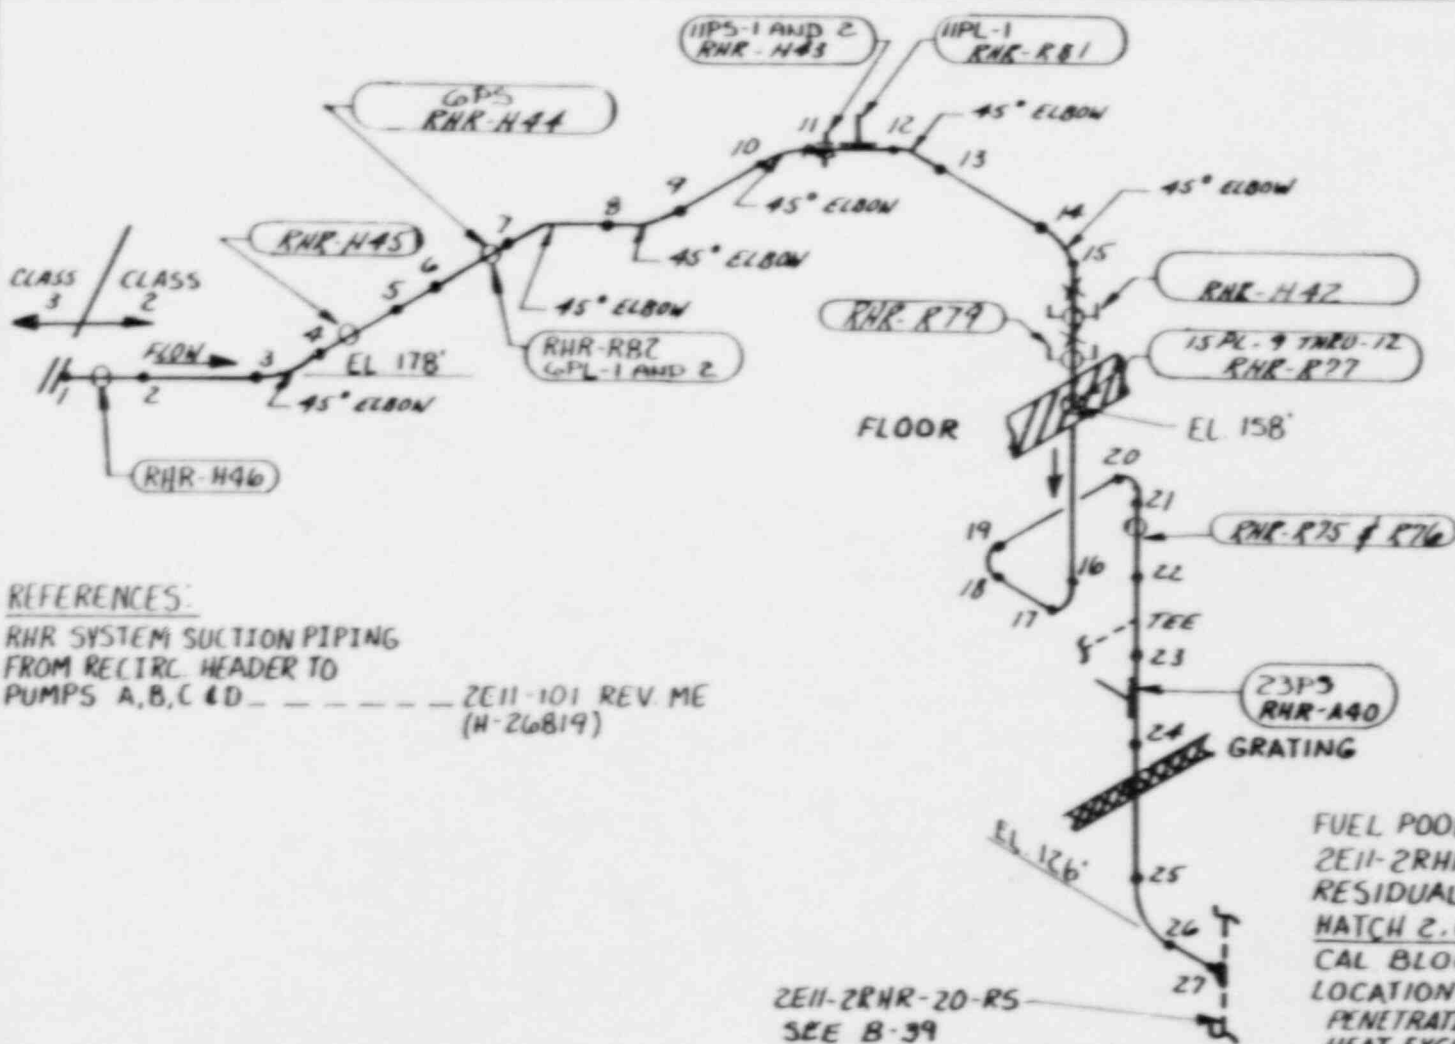 11PS-1 AND 2
RHR-H43
11PL-1
RHR-R81
6PS
RHR-H44
45° ELBOW
11
12
10
13
9
45° ELBOW
45° ELBOW
14
RHR-H45
7
8
15
45° ELBOW
CLASS
3
CLASS
2
6
5
45° ELBOW
RHR-H42
RHR-R79
4
FLOW
3
EL 178'
RHR-R82
6PL-1 AND 2
15PL-9 THRU-12
RHR-R77
1
2
45° ELBOW
FLOOR
EL 158'
RHR-H46
20
21
19
RHR-R75 & R76
18
16
22
17
TEE
23
REFERENCES:
RHR SYSTEM SUCTION PIPING
FROM RECIRC. HEADER TO
PUMPS A,B,C & D _ _ _ _ _ _ 2E11-101 REV. ME
(H-26819)
23PS
RHR-A40
24
GRATING
EL. 126'
25
26
27
2E11-2RHR-20-RS
SEE B-39
FUEL POO
2E11-2RH
RESIDUAL
HATCH 2.
CAL BLO
LOCATION
PENETRAT
HEAT EXC